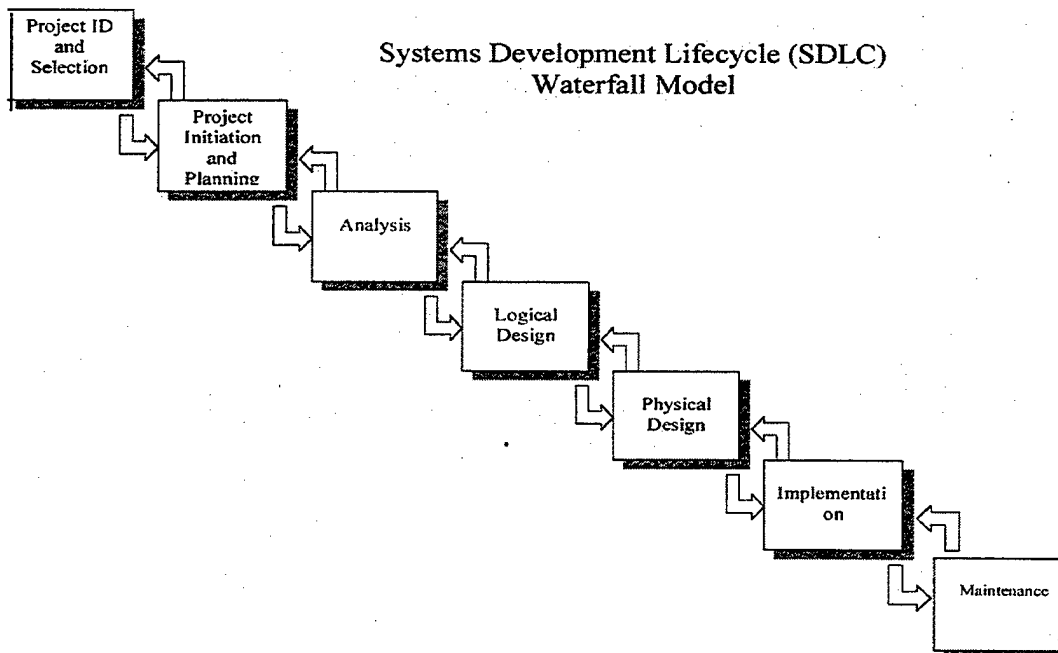 Project ID
and
Selection
Systems Development Lifecycle (SDLC)
Waterfall Model
Project
Initiation
and
Planning
Analysis
Logical
Design
Physical
Design
Implementati
on
Maintenance